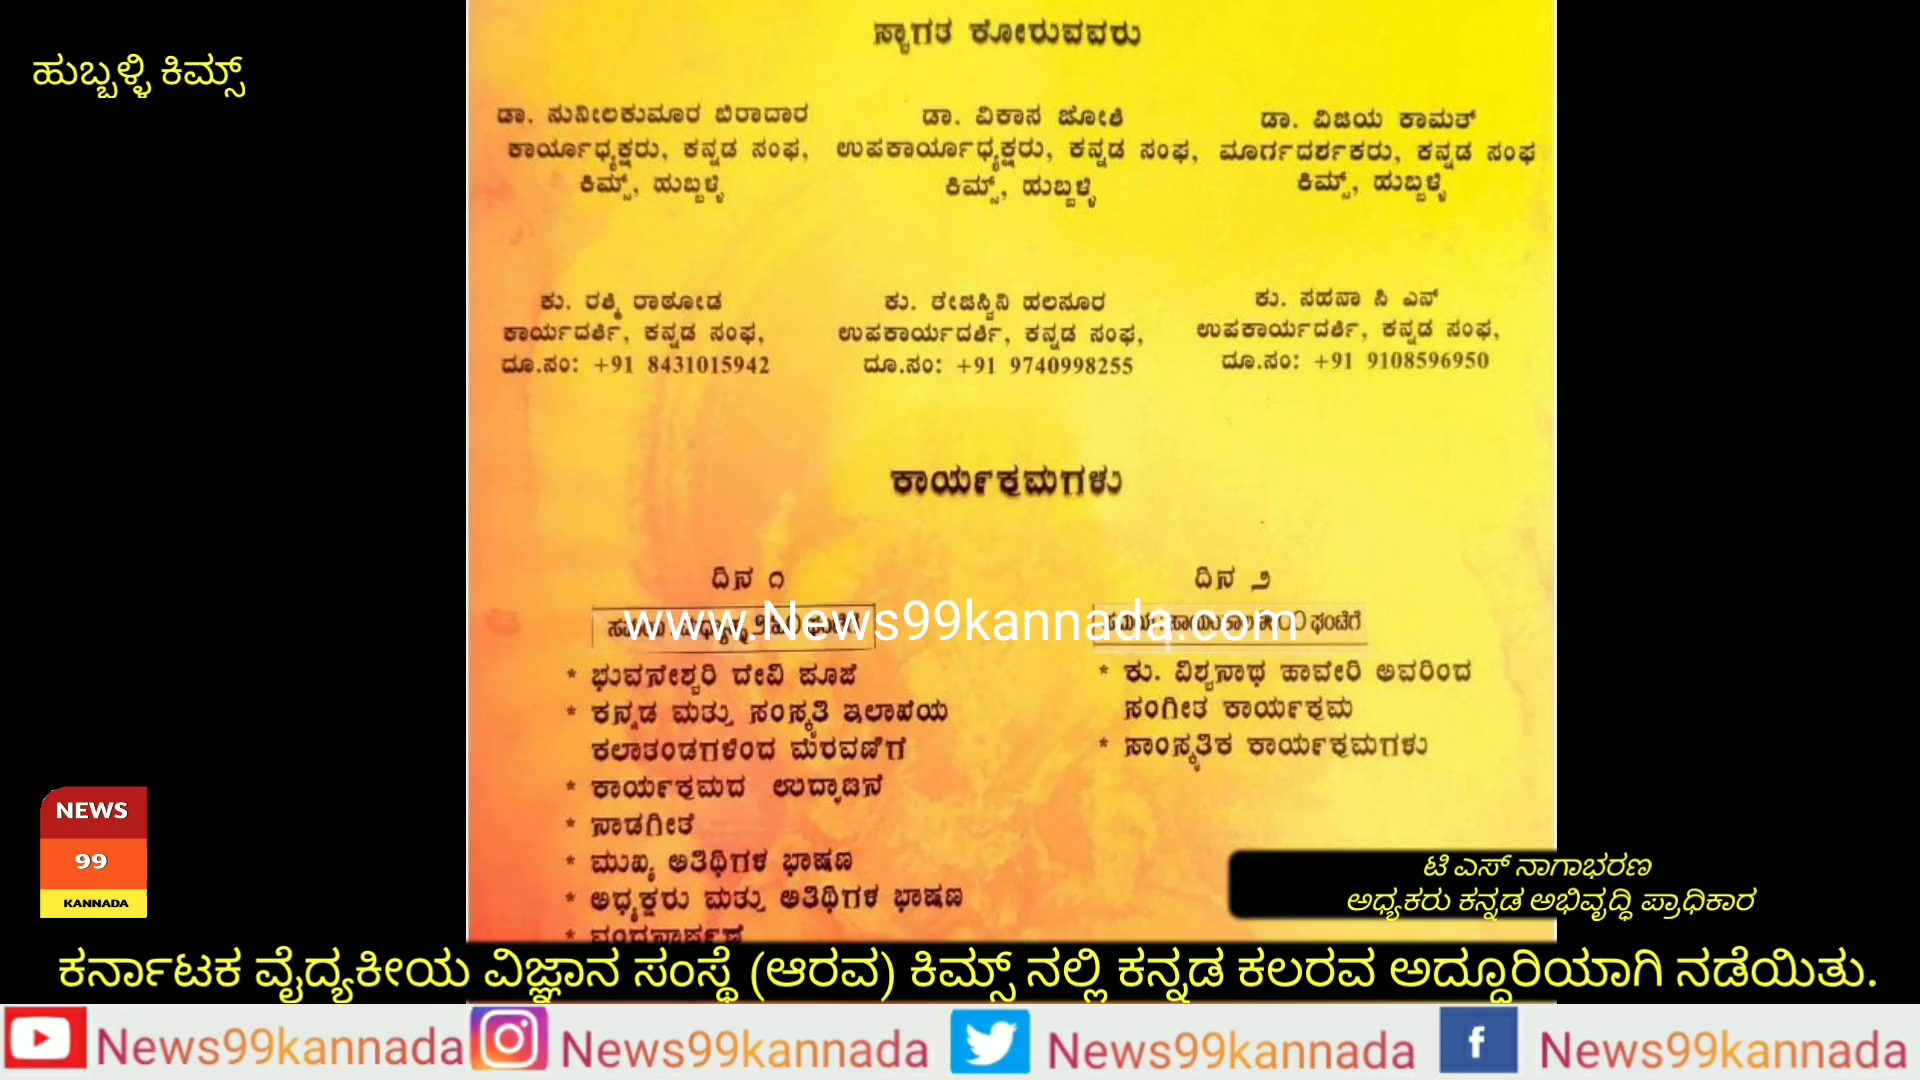 ಹುಬ್ಬಳ್ಳಿ ಕಿಮ್ಸ್
ಸ್ವಾಗತ ಕೋರುವವರು
ಡಾ. ಸುನೀಲಕುಮಾರ ಬಿರಾದಾರ
ಕಾರ್ಯಾಧ್ಯಕ್ಷರು, ಕನ್ನಡ ಸಂಘ,
ಕಿಮ್ಸ್, ಹುಬ್ಬಳ್ಳಿ
ಡಾ. ವಿಕಾಸ ಜೋಶಿ
ಉಪಕಾರ್ಯಾಧ್ಯಕ್ಷರು, ಕನ್ನಡ ಸಂಘ,
ಕಿಮ್ಸ್, ಹುಬ್ಬಳ್ಳಿ
ಡಾ. ವಿಜಯ ಕಾಮತ್
ಮಾರ್ಗದರ್ಶಕರು, ಕನ್ನಡ ಸಂಘ
ಕಿಮ್ಸ್, ಹುಬ್ಬಳ್ಳಿ
ಕು. ರಶ್ಮಿ ರಾಠೋಡ
ಕಾರ್ಯದರ್ಶಿ, ಕನ್ನಡ ಸಂಘ,
ದೂ.ಸಂ: +91 8431015942
ಕು. ತೇಜಸ್ವಿನಿ ಹಲಸೂರ
ಉಪಕಾರ್ಯದರ್ಶಿ, ಕನ್ನಡ ಸಂಘ,
ದೂ.ಸಂ: +91 9740998255
ಕು. ಸಹನಾ ಸಿ ಎನ್
ಉಪಕಾರ್ಯದರ್ಶಿ, ಕನ್ನಡ ಸಂಘ,
ದೂ.ಸಂ: +91 9108596950
ಕಾರ್ಯಕ್ರಮಗಳು
ದಿನ ೧
* ಭುವನೇಶ್ವರಿ ದೇವಿ ಪೂಜೆ
* ಕನ್ನಡ ಮತ್ತು ಸಂಸ್ಕೃತಿ ಇಲಾಖೆಯ
ಕಲಾತಂಡಗಳಿಂದ ಮೆರವಣಿಗೆ
* ಕಾರ್ಯಕ್ರಮದ ಉದ್ಘಾಟನೆ
* ನಾಡಗೀತೆ
* ಮುಖ್ಯ ಅತಿಥಿಗಳ ಭಾಷಣ
* ಅಧ್ಯಕ್ಷರು ಮತ್ತು ಅತಿಥಿಗಳ ಭಾಷಣ
* ವಂದನಾರ್ಪಣೆ
ದಿನ ೨
ಘಂಟೆಗೆ
* ಕು. ವಿಶ್ವನಾಥ ಹಾವೇರಿ ಅವರಿಂದ
ಸಂಗೀತ ಕಾರ್ಯಕ್ರಮ
* ಸಾಂಸ್ಕೃತಿಕ ಕಾರ್ಯಕ್ರಮಗಳು
www.News99kannada.com
NEWS
99
KANNADA
ಟಿ ಎಸ್ ನಾಗಾಭರಣ
ಅಧ್ಯಕರು ಕನ್ನಡ ಅಭಿವೃದ್ಧಿ ಪ್ರಾಧಿಕಾರ
ಕರ್ನಾಟಕ ವೈದ್ಯಕೀಯ ವಿಜ್ಞಾನ ಸಂಸ್ಥೆ (ಆರವ) ಕಿಮ್ಸ್ ನಲ್ಲಿ ಕನ್ನಡ ಕಲರವ ಅದ್ದೂರಿಯಾಗಿ ನಡೆಯಿತು.
News99kannada News99kannada News99kannada News99kannada